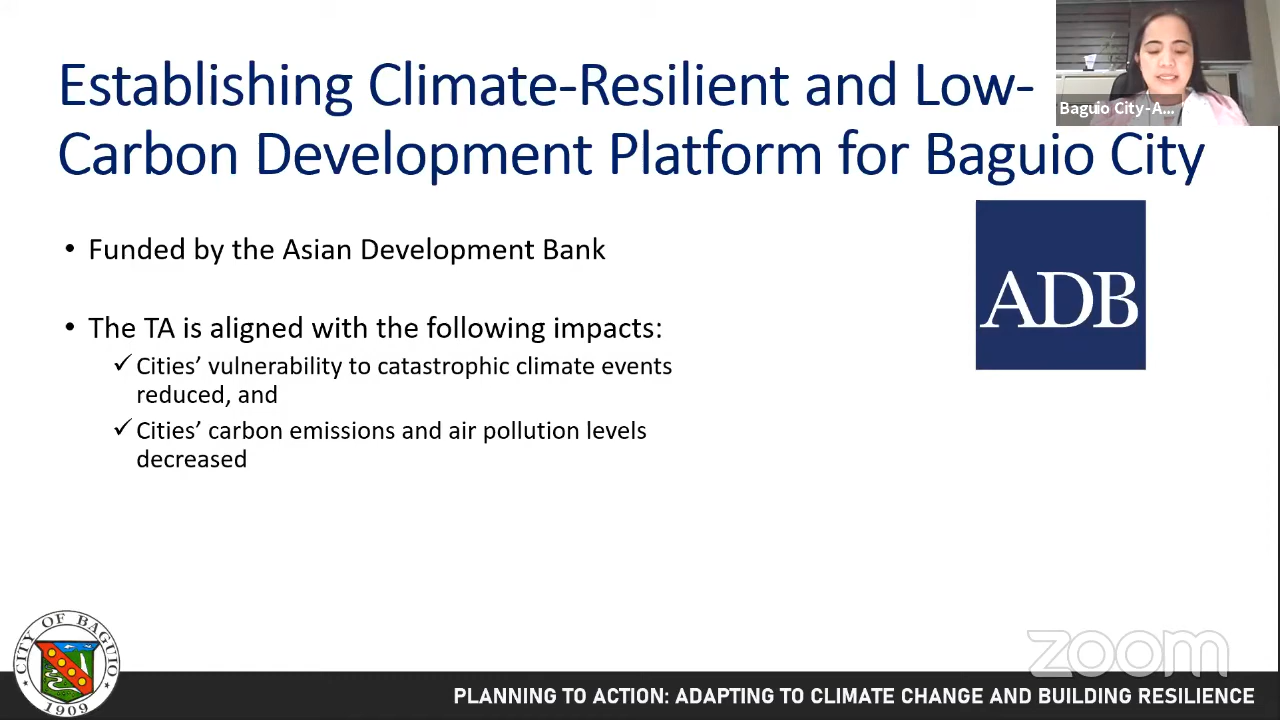 Establishing Climate-Resilient and Low-
Carbon Development Platform for Baguio City
Baguio City-A...
• Funded by the Asian Development Bank
• The TA is aligned with the following impacts:
✓ Cities’ vulnerability to catastrophic climate events
reduced, and
✓ Cities’ carbon emissions and air pollution levels
decreased
ADB
zoom
CITY OF BAGUIO
1909
PLANNING TO ACTION: ADAPTING TO CLIMATE CHANGE AND BUILDING RESILIENCE